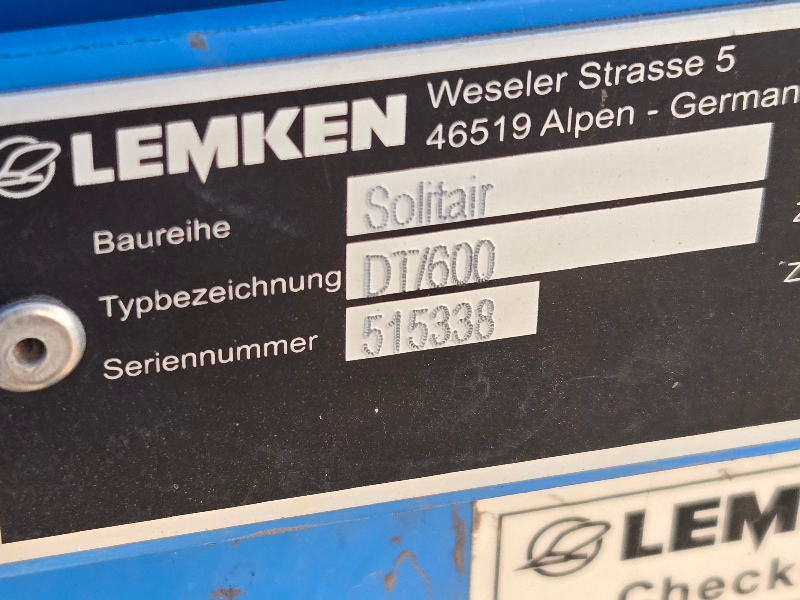 LEMKEN
Weseler Strasse 5
46519 Alpen - German
Baureihe Solitair
Typbezeichnung DT/600
Seriennummer 515338
Z
Z
LEM
Check